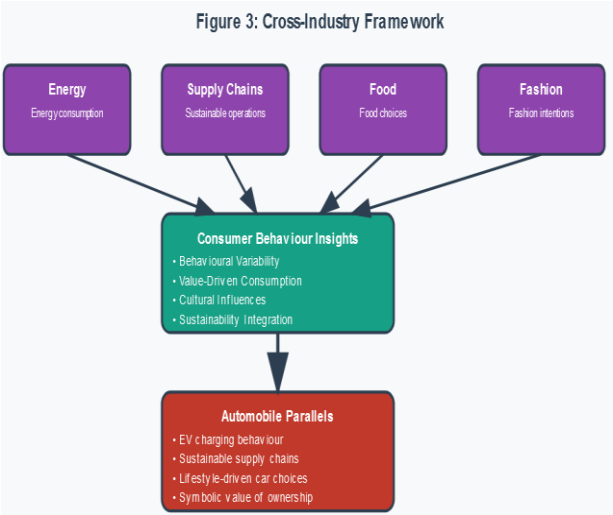 Figure 3: Cross-Industry Framework
Energy
Energy consumption
Supply Chains
Sustainable operations
Food
Food choices
Fashion
Fashion intentions
Consumer Behaviour Insights
• Behavioural Variability
• Value-Driven Consumption
• Cultural Influences
• Sustainability Integration
Automobile Parallels
• EV charging behaviour
• Sustainable supply chains
• Lifestyle-driven car choices
• Symbolic value of ownership